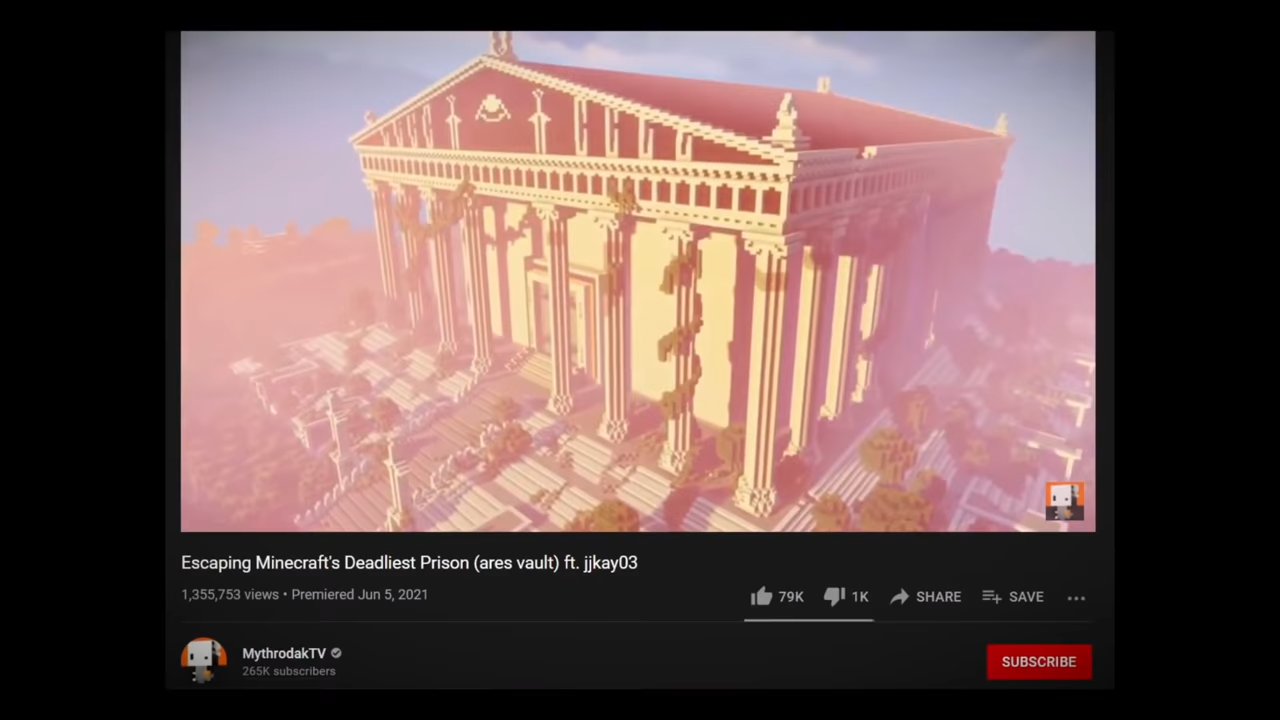 Escaping Minecraft's Deadliest Prison (ares vault) ft. jjkay03
1,355,753 views • Premiered Jun 5, 2021
79K 1K SHARE SAVE
MythrodakTV
265K subscribers
SUBSCRIBE